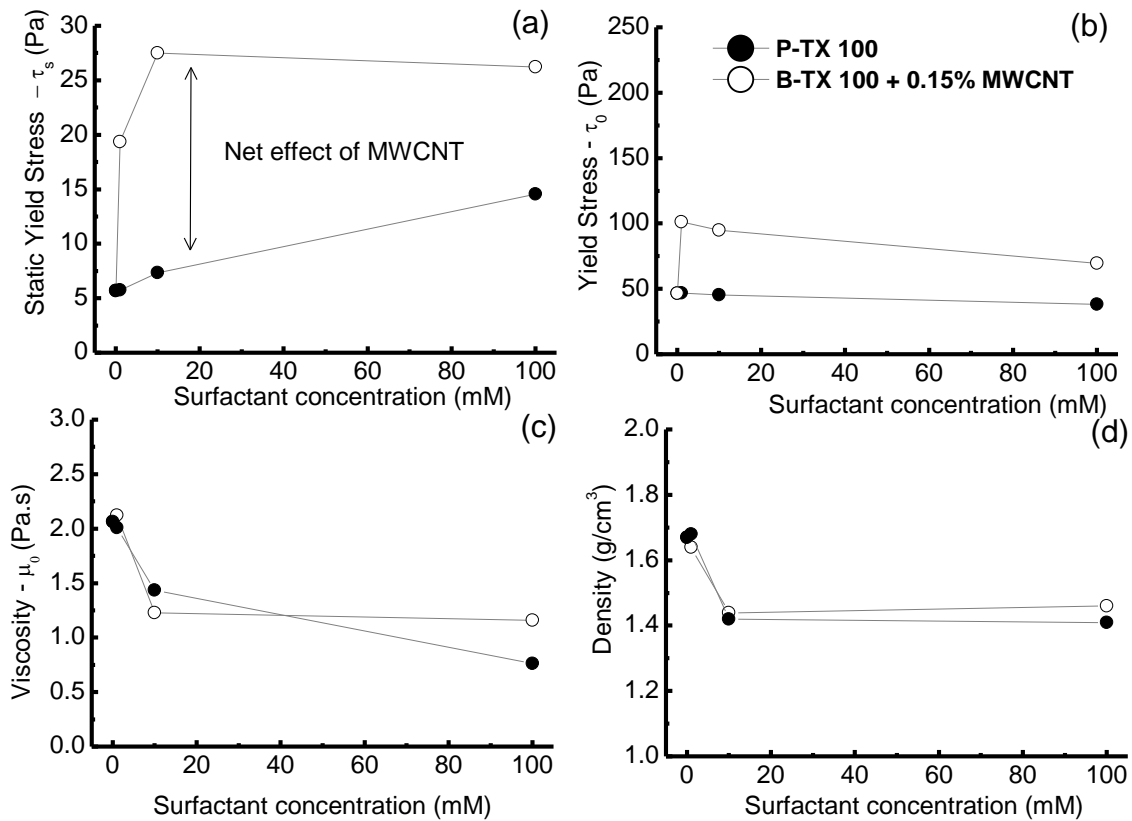 (a)
Static Yield Stress – τs (Pa)
30
25
20
15
10
5
0
Net effect of MWCNT
0 20 40 60 80 100
Surfactant concentration (mM)
(b)
P-TX 100
B-TX 100 + 0.15% MWCNT
Yield Stress - τ0 (Pa)
250
200
150
100
50
0
0 20 40 60 80 100
Surfactant concentration (mM)
(c)
Viscosity - μ0 (Pa.s)
3.0
2.5
2.0
1.5
1.0
0.5
0.0
0 20 40 60 80 100
Surfactant concentration (mM)
(d)
Density (g/cm³)
2.0
1.8
1.6
1.4
1.2
1.0
0 20 40 60 80 100
Surfactant concentration (mM)